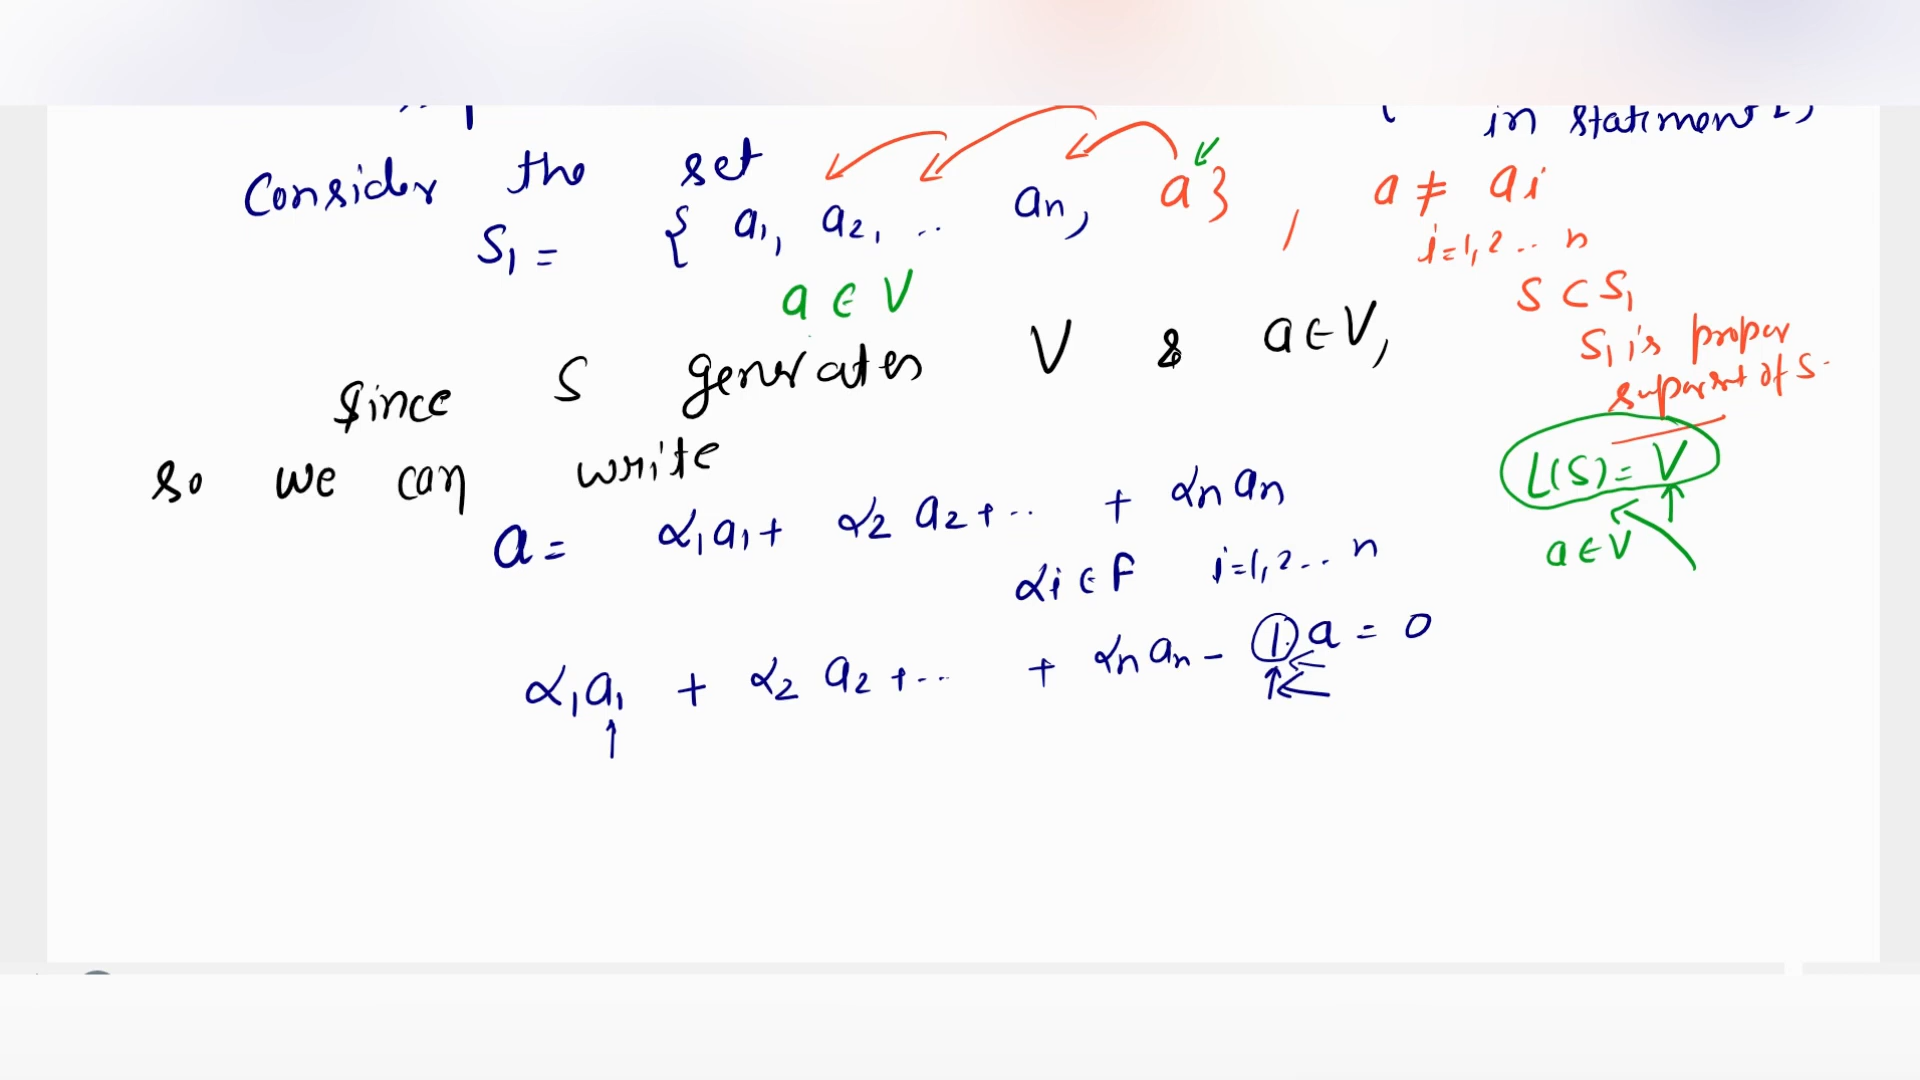 in statement 2,
Consider the set
S₁ = { a₁, a₂, .. aₙ, a} , a ≠ ai
i=1,2 .. n
a ∈ V
S ⊂ S₁
S₁ is proper
superset of S.
Since S generates V & a∈V,
so we can write
L(S) = V
a ∈ V
a = α₁a₁ + α₂ a₂ + .. + αₙ aₙ
αi ∈ F i=1,2 .. n
α₁a₁ + α₂ a₂ + ... + αₙ aₙ - 1.a = 0